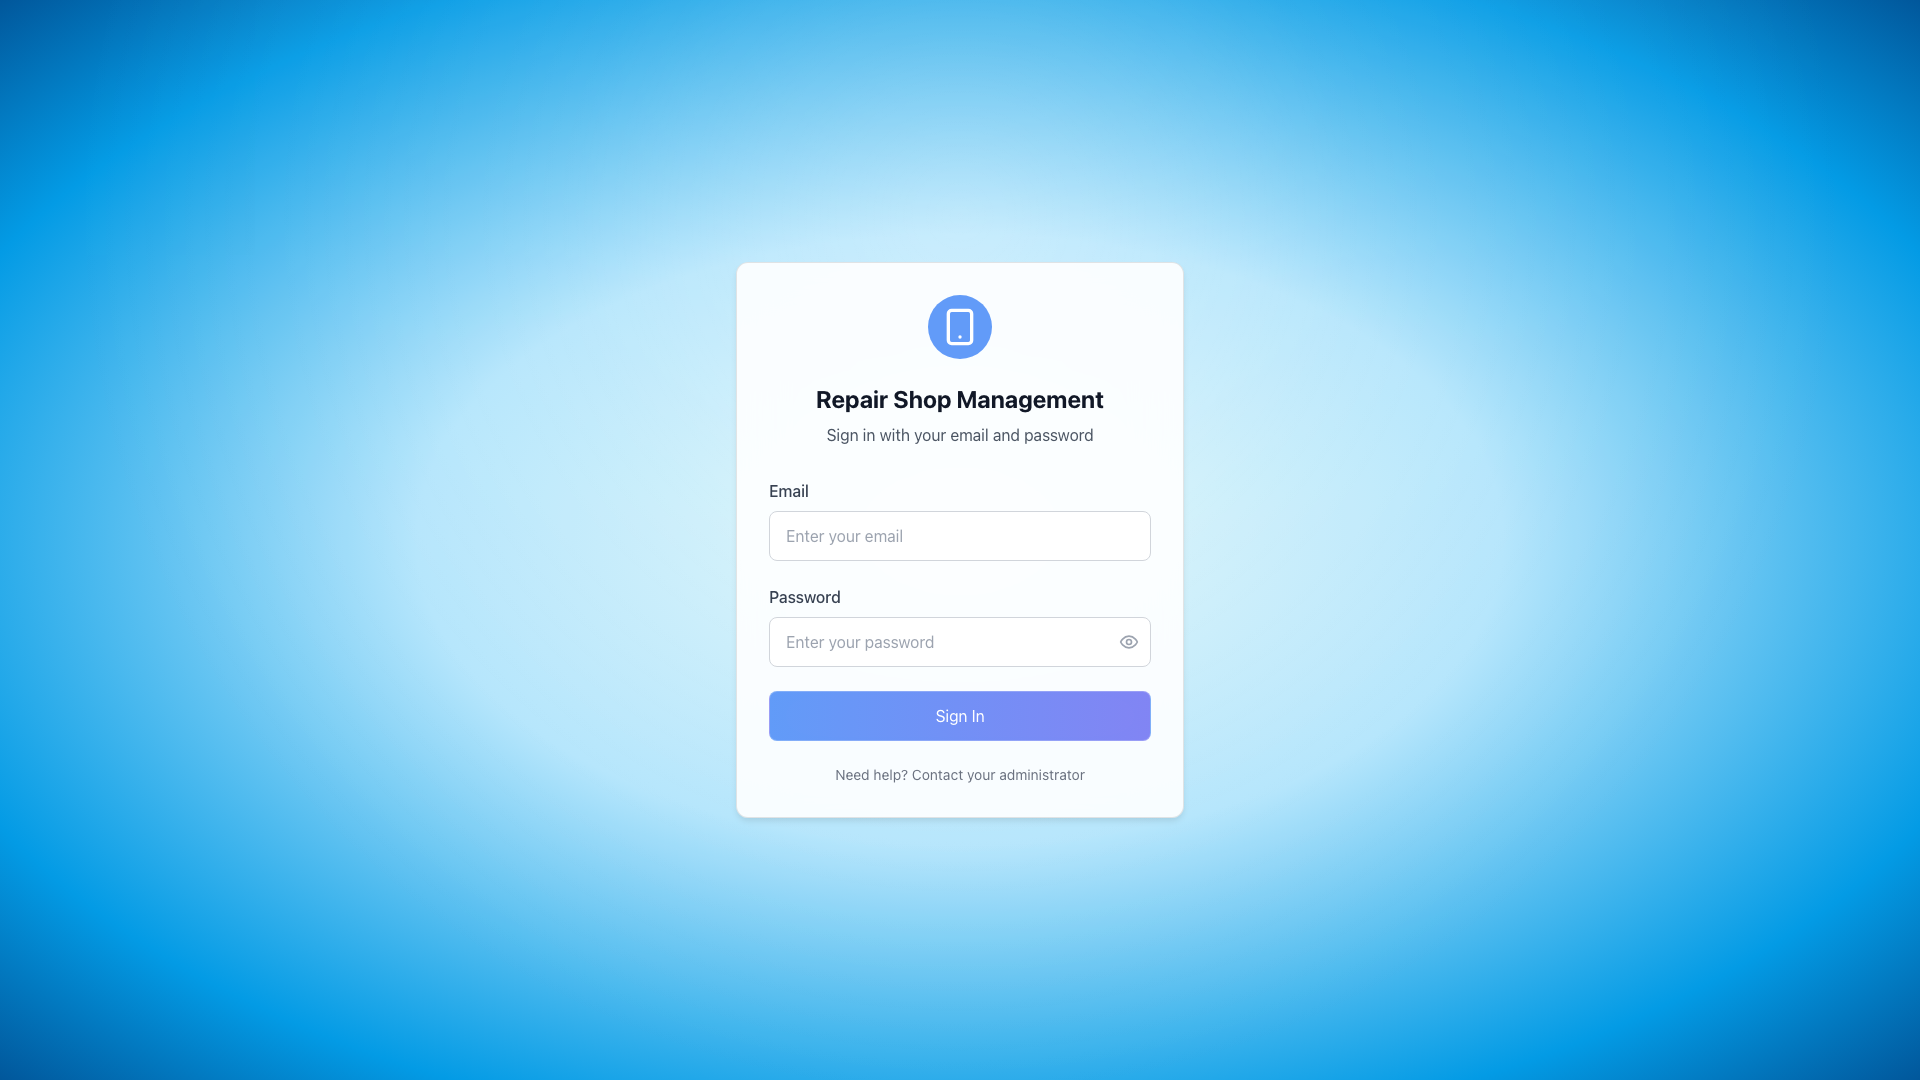 Repair Shop Management
Sign in with your email and password
Email
Enter your email
Password
Enter your password
Sign In
Need help? Contact your administrator